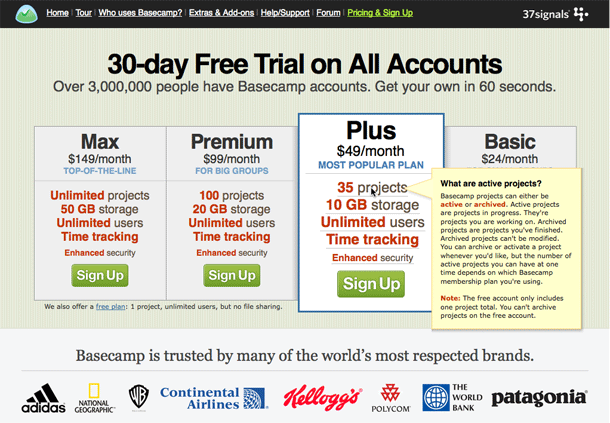 Home | Tour | Who uses Basecamp? | Extras & Add-ons | Help/Support | Forum | Pricing & Sign Up
37signals
30-day Free Trial on All Accounts
Over 3,000,000 people have Basecamp accounts. Get your own in 60 seconds.
Max
$149/month
TOP-OF-THE-LINE
Unlimited projects
50 GB storage
Unlimited users
Time tracking
Enhanced security
Sign Up
Premium
$99/month
FOR BIG GROUPS
100 projects
20 GB storage
Unlimited users
Time tracking
Enhanced security
Sign Up
Plus
$49/month
MOST POPULAR PLAN
35 projects
10 GB storage
Unlimited users
Time tracking
Enhanced security
Sign Up
Basic
$24/month
What are active projects?
Basecamp projects can either be
active or archived. Active projects
are projects in progress. They're
projects you are working on. Archived
projects are projects you've finished.
Archived projects can't be modified.
You can archive or activate a project
whenever you'd like, but the number of
active projects you can have at one
time depends on which Basecamp
membership plan you're using.
Note: The free account only includes
one project total. You can't archive
projects on the free account.
We also offer a free plan: 1 project, unlimited users, but no file sharing.
Basecamp is trusted by many of the world's most respected brands.
adidas
NATIONAL
GEOGRAPHIC
WB
Continental
Airlines
Kellogg's
POLYCOM
THE
WORLD
BANK
patagonia